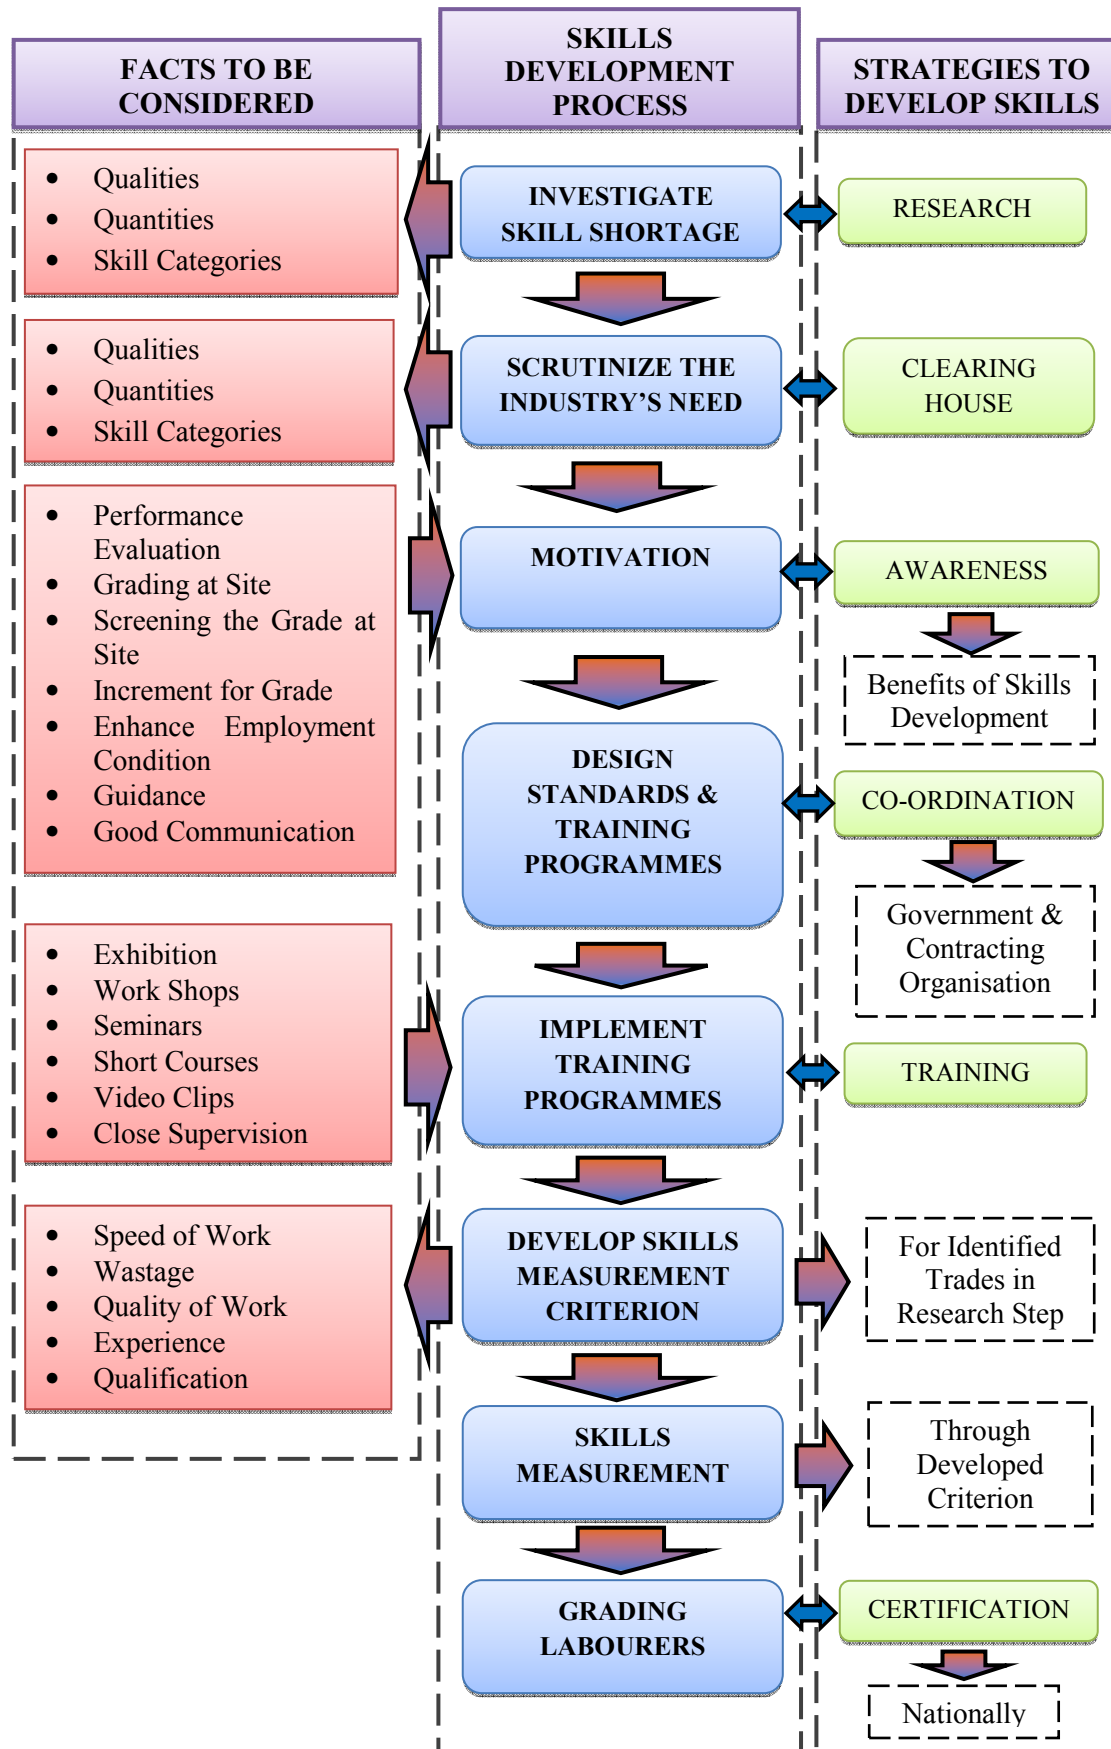 FACTS TO BE
CONSIDERED
• Qualities
• Quantities
• Skill Categories
• Qualities
• Quantities
• Skill Categories
• Performance
Evaluation
• Grading at Site
• Screening the Grade at
Site
• Increment for Grade
• Enhance Employment
Condition
• Guidance
• Good Communication
• Exhibition
• Work Shops
• Seminars
• Short Courses
• Video Clips
• Close Supervision
• Speed of Work
• Wastage
• Quality of Work
• Experience
• Qualification
SKILLS
DEVELOPMENT
PROCESS
INVESTIGATE
SKILL SHORTAGE
SCRUTINIZE THE
INDUSTRY’S NEED
MOTIVATION
DESIGN
STANDARDS &
TRAINING
PROGRAMMES
IMPLEMENT
TRAINING
PROGRAMMES
DEVELOP SKILLS
MEASUREMENT
CRITERION
SKILLS
MEASUREMENT
GRADING
LABOURERS
STRATEGIES TO
DEVELOP SKILLS
RESEARCH
CLEARING
HOUSE
AWARENESS
Benefits of Skills
Development
CO-ORDINATION
Government &
Contracting
Organisation
TRAINING
For Identified
Trades in
Research Step
Through
Developed
Criterion
CERTIFICATION
Nationally